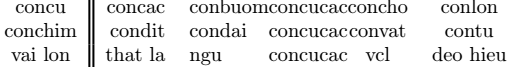 concu concac conbuomconcucacconcho conlon
conchim condit condai concucacconvat contu
vai lon that la ngu concucac vcl deo hieu